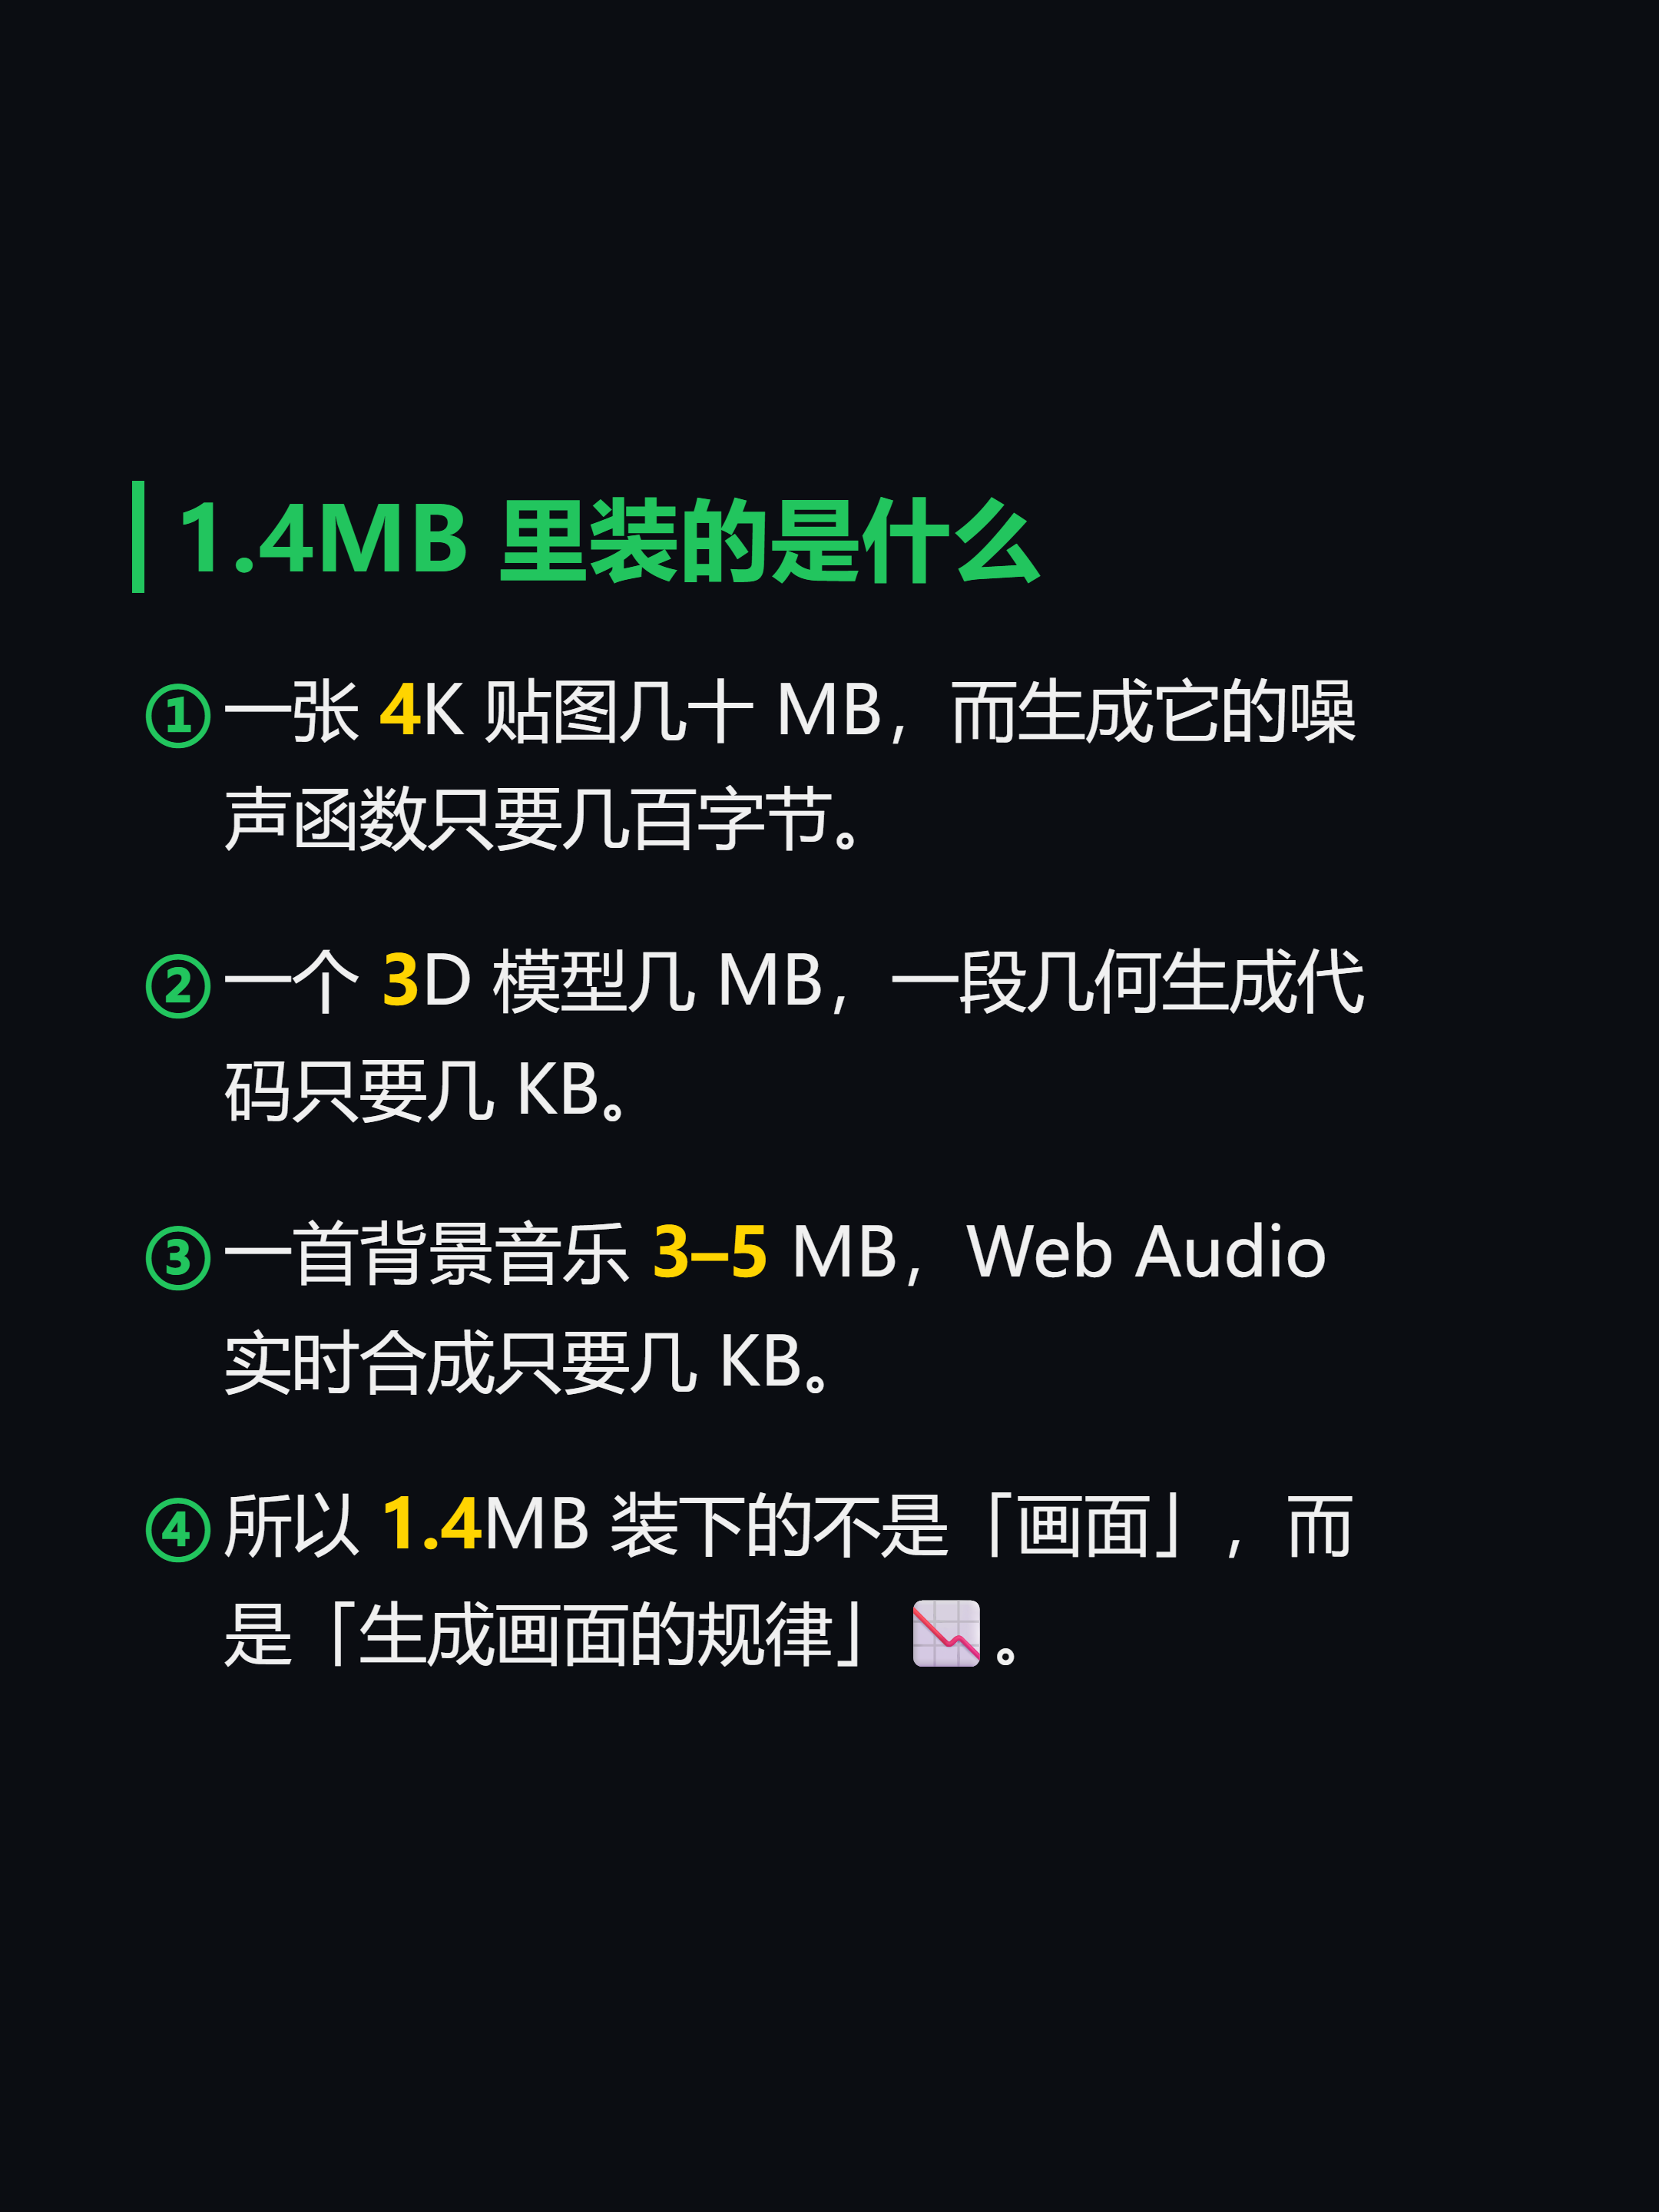 1.4MB 里装的是什么
① 一张 4K 贴图几十 MB，而生成它的噪
声函数只要几百字节。
② 一个 3D 模型几 MB，一段几何生成代
码只要几 KB。
③ 一首背景音乐 3–5 MB，Web Audio
实时合成只要几 KB。
④ 所以 1.4MB 装下的不是「画面」，而
是「生成画面的规律」📉。